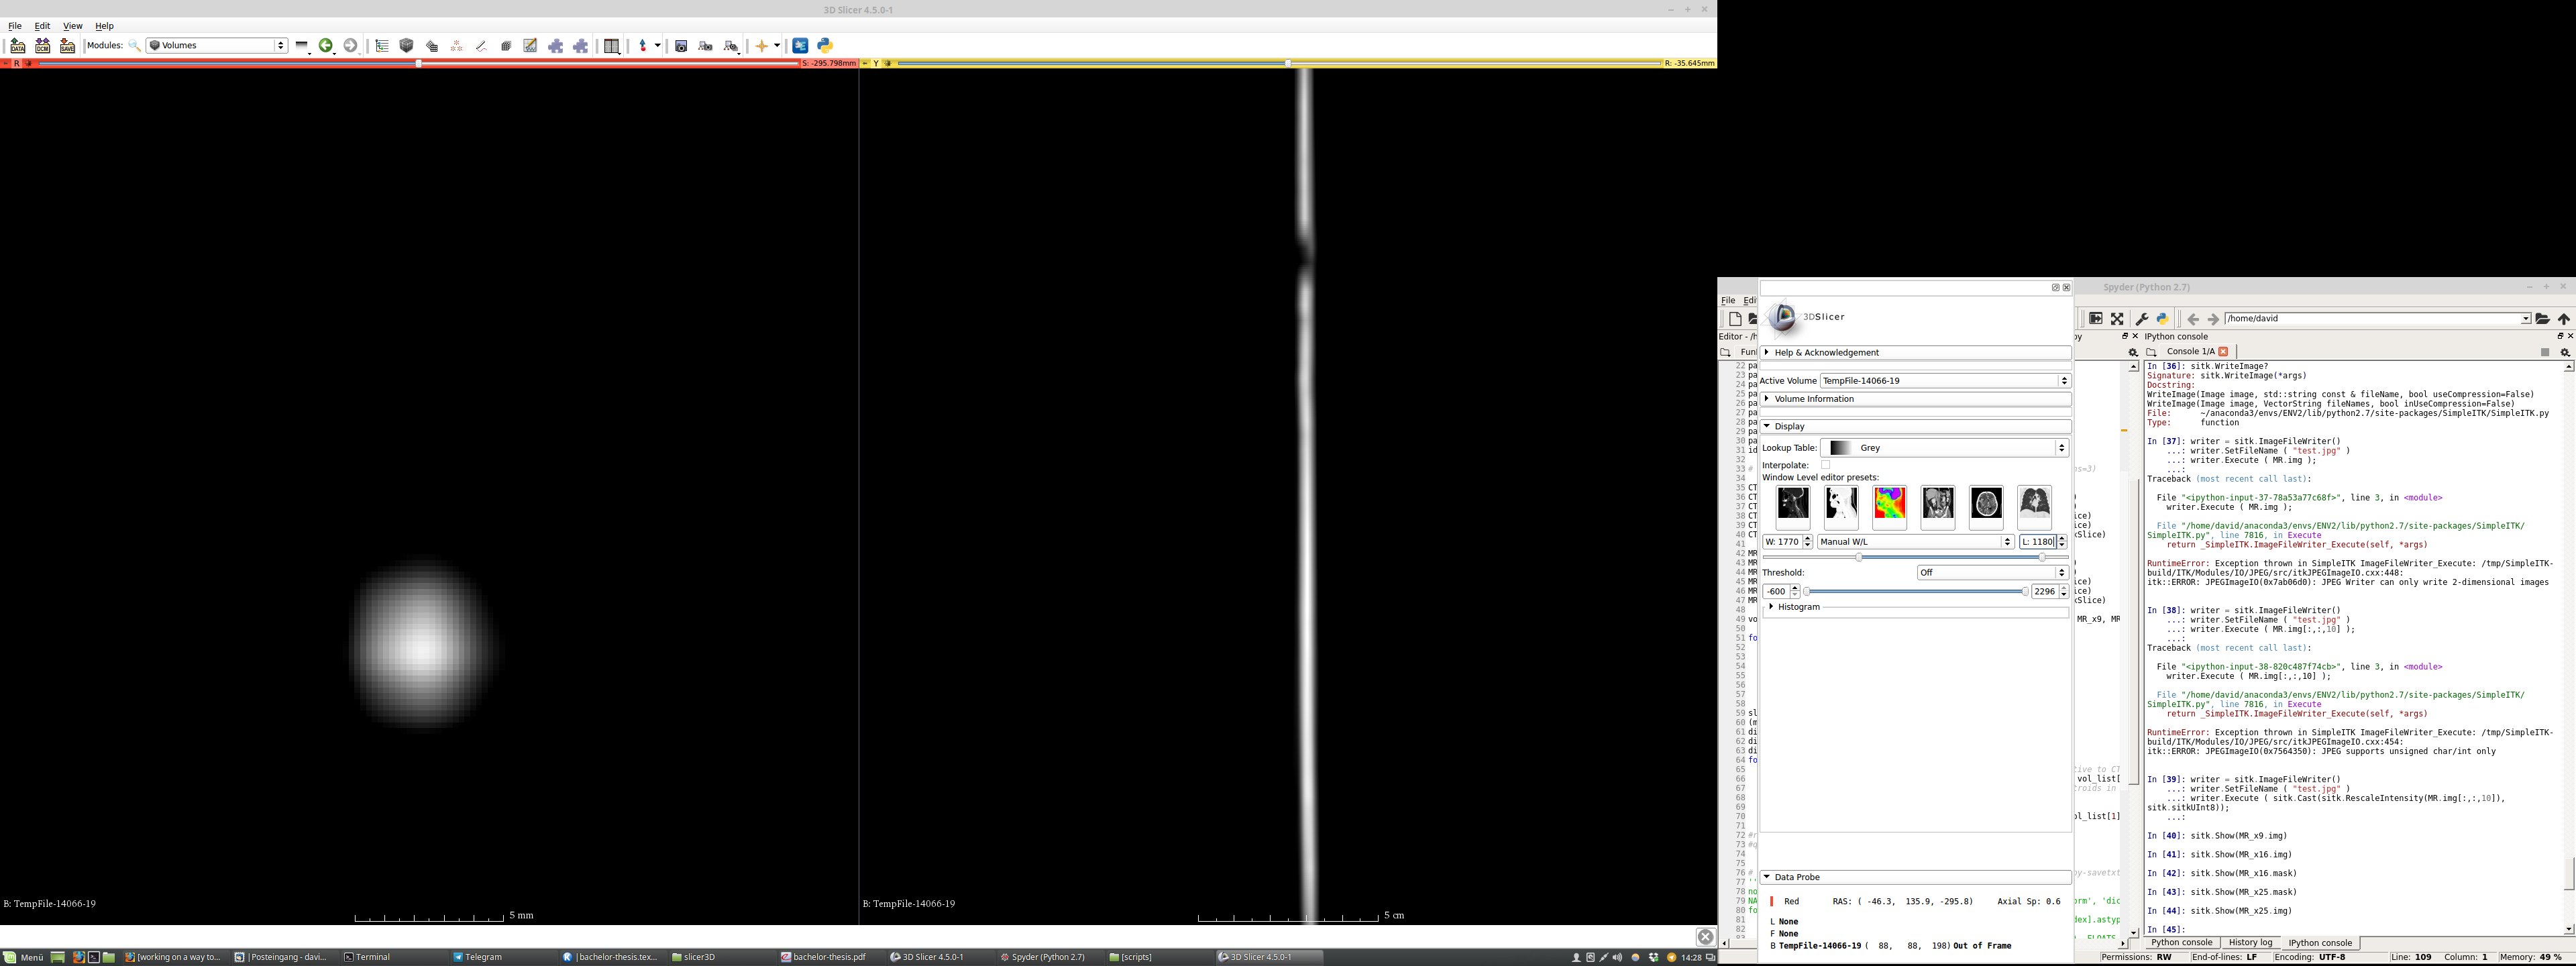 3D Slicer 4.5.0-1
File Edit View Help
DATA DCM SAVE Modules: Volumes
R S: -295.798mm
Y R: -35.645mm
B: TempFile-14066-19
5 mm
B: TempFile-14066-19
5 cm
3DSlicer
Help & Acknowledgement
Active Volume TempFile-14066-19
Volume Information
Display
Lookup Table: Grey
Interpolate:
Window Level editor presets:
W: 1770 Manual W/L L: 1180
Threshold: Off
-600 2296
Histogram
Data Probe
Red RAS: ( -46.3, 135.9, -295.8) Axial Sp: 0.6
L None
F None
B TempFile-14066-19 ( 88, 88, 198) Out of Frame
Spyder (Python 2.7)
File
/home/david
IPython console
Console 1/A
In [36]: sitk.WriteImage?
Signature: sitk.WriteImage(*args)
Docstring:
WriteImage(Image image, std::string const & fileName, bool useCompression=False)
WriteImage(Image image, VectorString fileNames, bool inUseCompression=False)
File: ~/anaconda3/envs/ENV2/lib/python2.7/site-packages/SimpleITK/SimpleITK.py
Type: function
In [37]: writer = sitk.ImageFileWriter()
...: writer.SetFileName ( "test.jpg" )
...: writer.Execute ( MR.img );
...:
Traceback (most recent call last):
File "<ipython-input-37-78a53a77c68f>", line 3, in <module>
writer.Execute ( MR.img );
File "/home/david/anaconda3/envs/ENV2/lib/python2.7/site-packages/SimpleITK/
SimpleITK.py", line 7816, in Execute
return _SimpleITK.ImageFileWriter_Execute(self, *args)
RuntimeError: Exception thrown in SimpleITK ImageFileWriter_Execute: /tmp/SimpleITK-
build/ITK/Modules/IO/JPEG/src/itkJPEGImageIO.cxx:448:
itk::ERROR: JPEGImageIO(0x7ab06d0): JPEG Writer can only write 2-dimensional images
In [38]: writer = sitk.ImageFileWriter()
...: writer.SetFileName ( "test.jpg" )
...: writer.Execute ( MR.img[:,:,10] );
...:
Traceback (most recent call last):
File "<ipython-input-38-820c487f74cb>", line 3, in <module>
writer.Execute ( MR.img[:,:,10] );
File "/home/david/anaconda3/envs/ENV2/lib/python2.7/site-packages/SimpleITK/
SimpleITK.py", line 7816, in Execute
return _SimpleITK.ImageFileWriter_Execute(self, *args)
RuntimeError: Exception thrown in SimpleITK ImageFileWriter_Execute: /tmp/SimpleITK-
build/ITK/Modules/IO/JPEG/src/itkJPEGImageIO.cxx:454:
itk::ERROR: JPEGImageIO(0x7564350): JPEG supports unsigned char/int only
In [39]: writer = sitk.ImageFileWriter()
...: writer.SetFileName ( "test.jpg" )
...: writer.Execute ( sitk.Cast(sitk.RescaleIntensity(MR.img[:,:,10]),
sitk.sitkUInt8));
...:
In [40]: sitk.Show(MR_x9.img)
In [41]: sitk.Show(MR_x16.img)
In [42]: sitk.Show(MR_x16.mask)
In [43]: sitk.Show(MR_x25.mask)
In [44]: sitk.Show(MR_x25.img)
In [45]:
Python console History log IPython console
Permissions: RW End-of-lines: LF Encoding: UTF-8 Line: 109 Column: 1 Memory: 49 %
Menü [working on a way to... |Posteingang - davi... Terminal Telegram |bachelor-thesis.tex... slicer3D bachelor-thesis.pdf 3D Slicer 4.5.0-1 Spyder (Python 2.7) [scripts] 3D Slicer 4.5.0-1 14:28